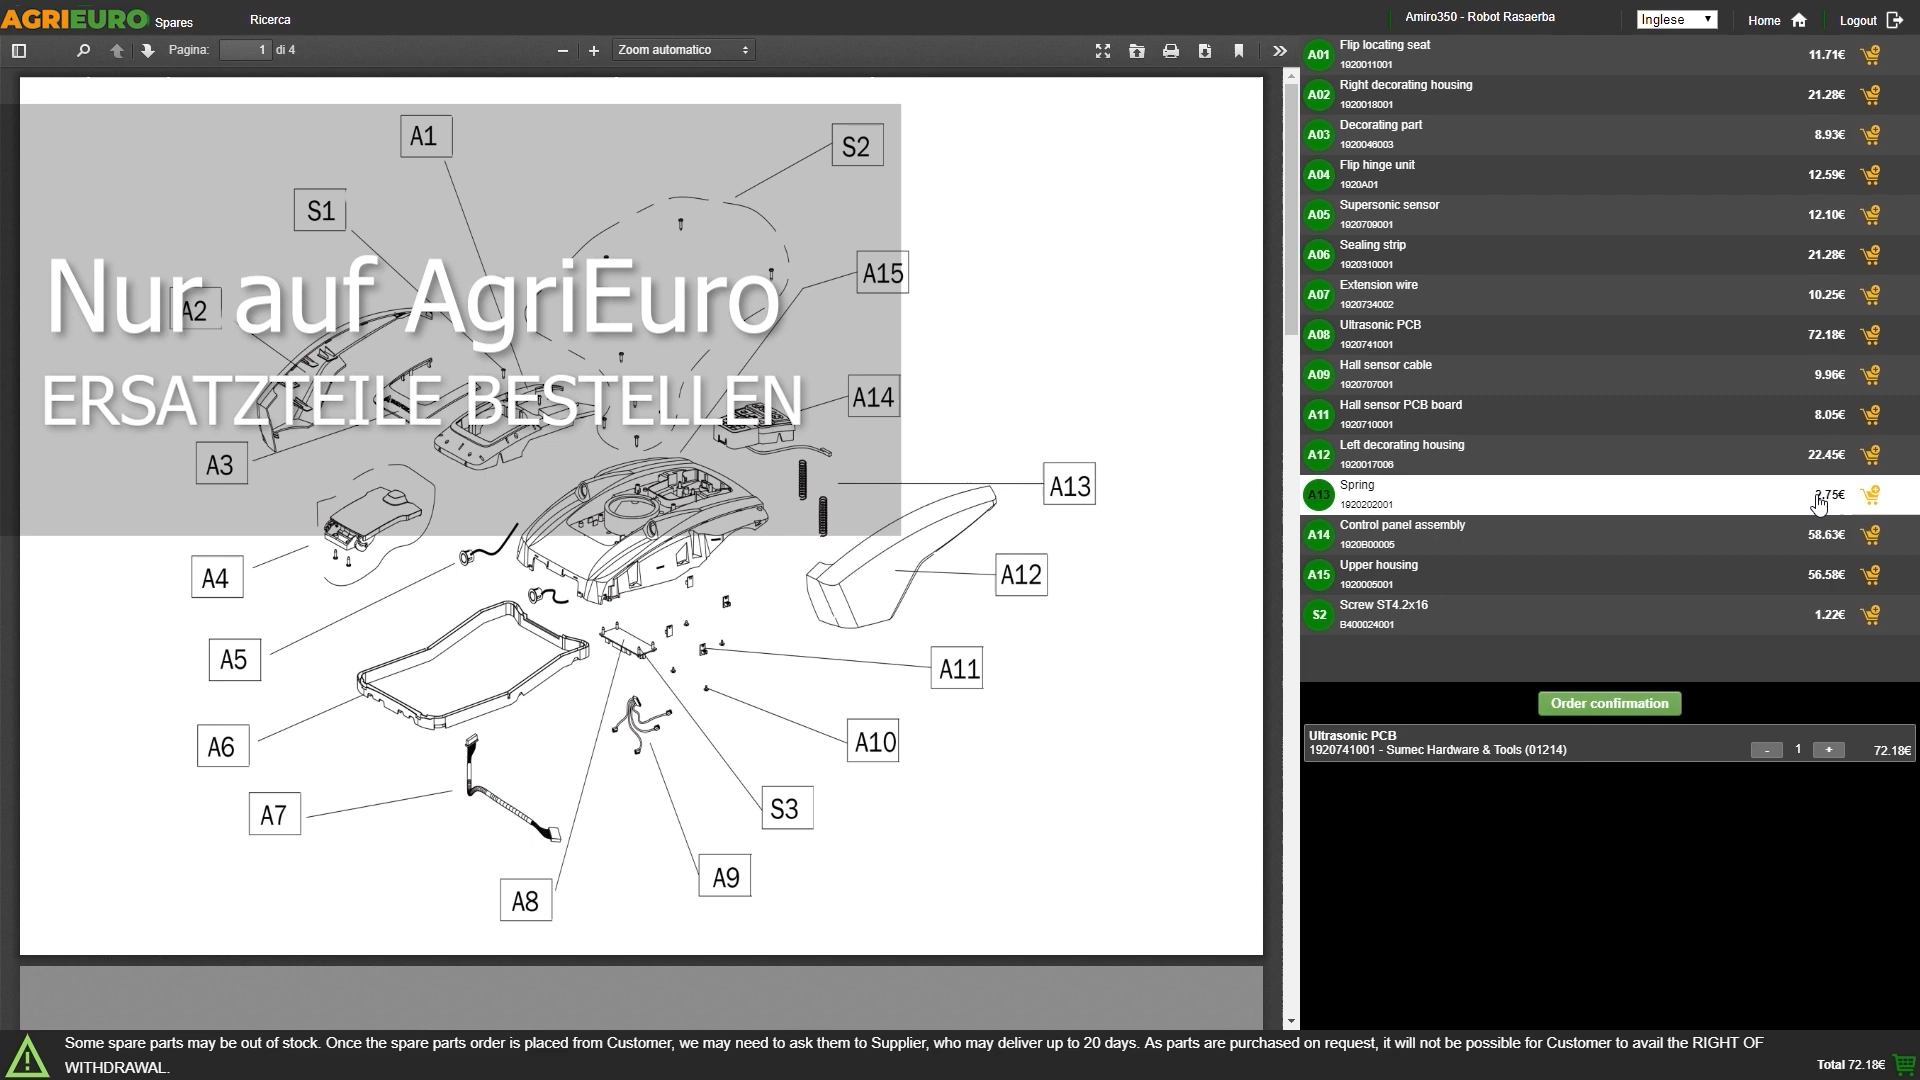 AGRIEURO Spares
Ricerca
Amiro350 - Robot Rasaerba
Inglese
Home
Logout
Pagina: 1 di 4
Zoom automatico
A1
S2
S1
A15
A2
Nur auf AgriEuro
ERSATZTEILE BESTELLEN
A14
A3
A13
A4
A12
A5
A11
A6
A10
A7
S3
A9
A8
A01 Flip locating seat 11.71€
1920011001
A02 Right decorating housing 21.28€
1920018001
A03 Decorating part 8.93€
1920046003
A04 Flip hinge unit 12.59€
1920A01
A05 Supersonic sensor 12.10€
1920709001
A06 Sealing strip 21.28€
1920310001
A07 Extension wire 10.25€
1920734002
A08 Ultrasonic PCB 72.18€
1920741001
A09 Hall sensor cable 9.96€
1920707001
A11 Hall sensor PCB board 8.05€
1920710001
A12 Left decorating housing 22.45€
1920017006
A13 Spring
1920202001
A14 Control panel assembly 58.63€
1920B00005
A15 Upper housing 56.58€
1920005001
S2 Screw ST4.2x16 1.22€
B400024001
Order confirmation
Ultrasonic PCB
1920741001 - Sumec Hardware & Tools (01214) - 1 + 72.18€
Some spare parts may be out of stock. Once the spare parts order is placed from Customer, we may need to ask them to Supplier, who may deliver up to 20 days. As parts are purchased on request, it will not be possible for Customer to avail the RIGHT OF
WITHDRAWAL.
Total 72.18€